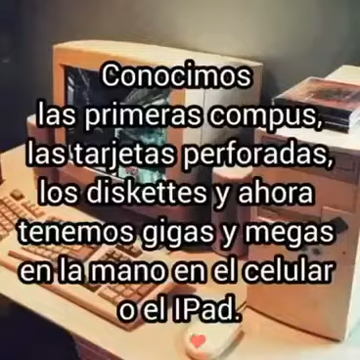 Conocimos
las primeras compus,
las tarjetas perforadas,
los diskettes y ahora
tenemos gigas y megas
en la mano en el celular
o el IPad.